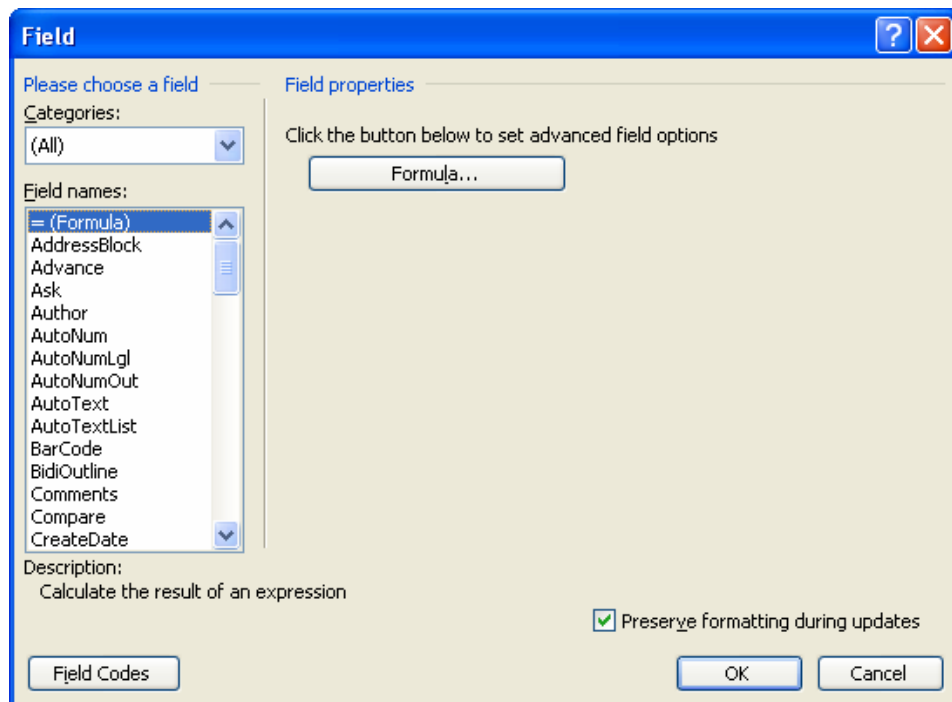 Field
Please choose a field
Categories:
(All)
Field names:
= (Formula)
AddressBlock
Advance
Ask
Author
AutoNum
AutoNumLgl
AutoNumOut
AutoText
AutoTextList
BarCode
BidiOutline
Comments
Compare
CreateDate
Field properties
Click the button below to set advanced field options
Formula...
Description:
Calculate the result of an expression
Preserve formatting during updates
Field Codes
OK
Cancel